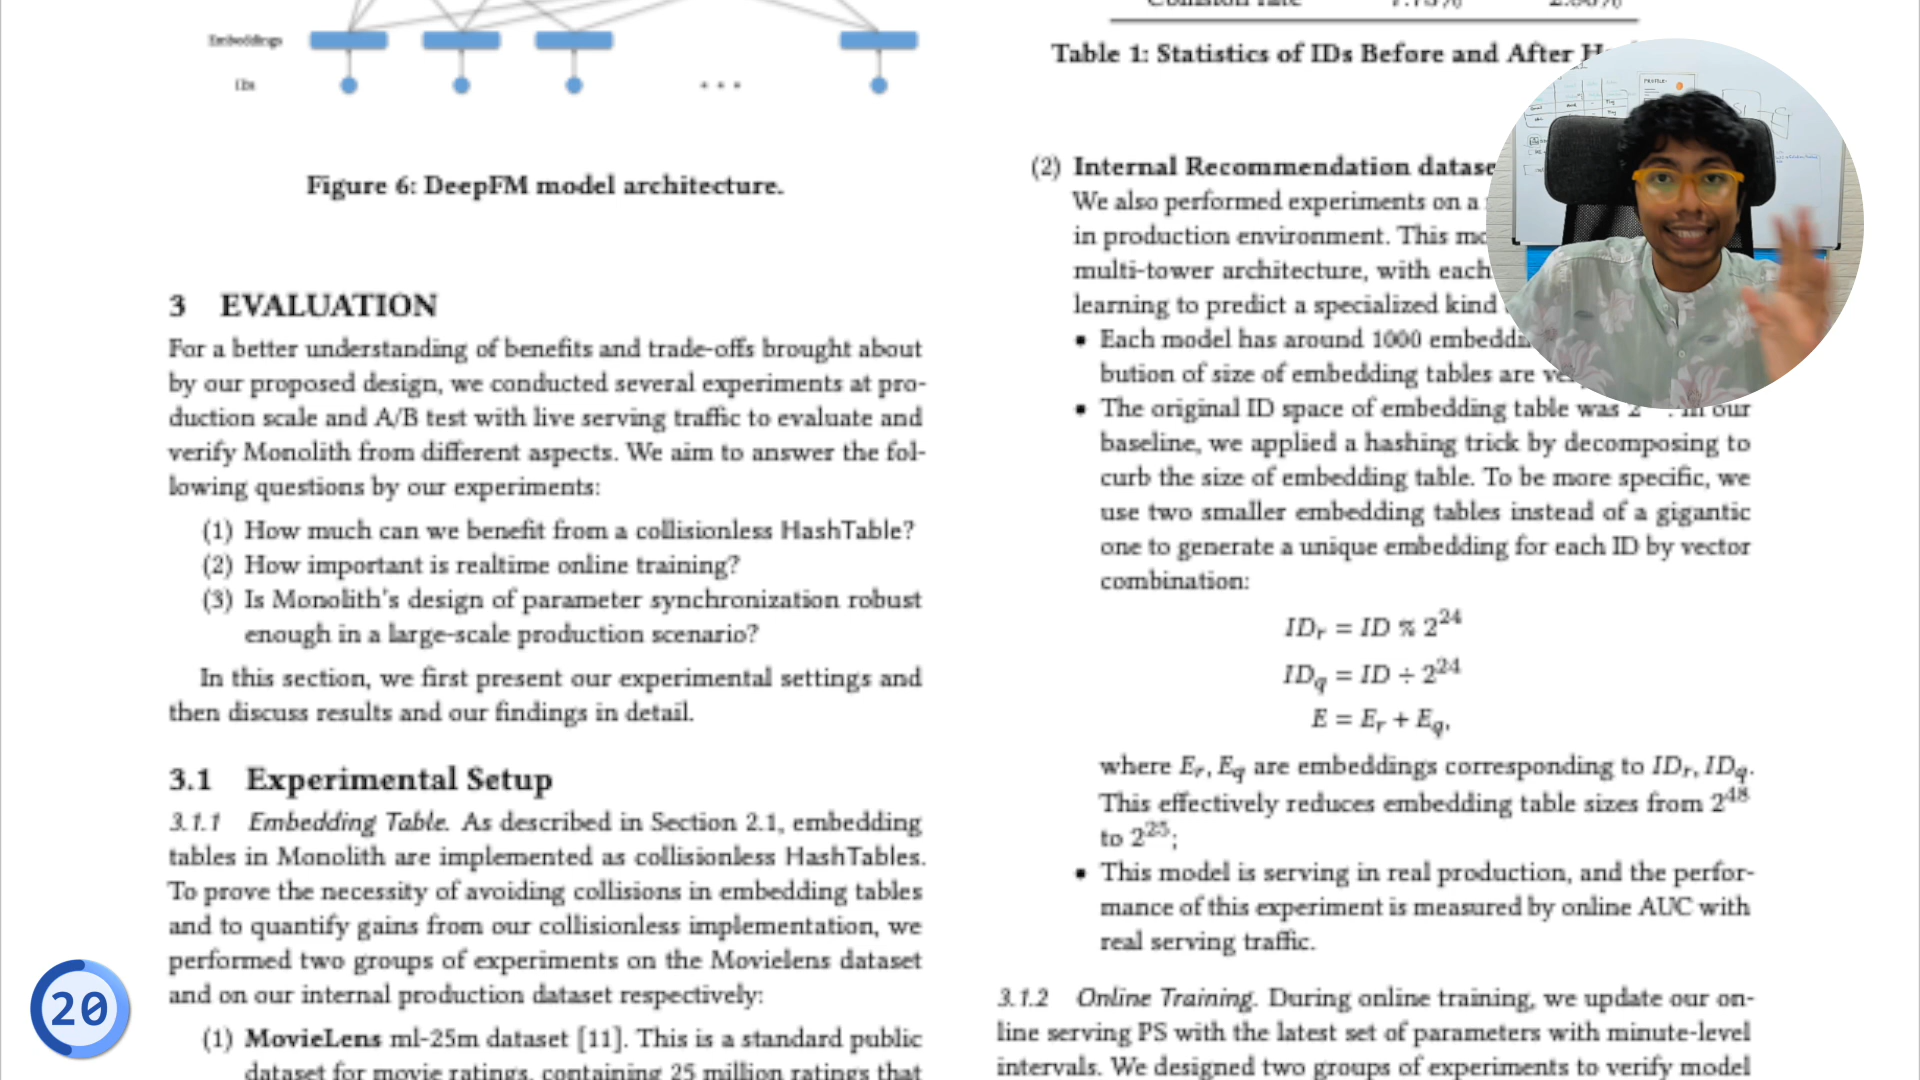 Embeddings
IDs
Figure 6: DeepFM model architecture.
3 EVALUATION
For a better understanding of benefits and trade-offs brought about
by our proposed design, we conducted several experiments at pro-
duction scale and A/B test with live serving traffic to evaluate and
verify Monolith from different aspects. We aim to answer the fol-
lowing questions by our experiments:
(1) How much can we benefit from a collisionless HashTable?
(2) How important is realtime online training?
(3) Is Monolith's design of parameter synchronization robust
enough in a large-scale production scenario?
In this section, we first present our experimental settings and
then discuss results and our findings in detail.
3.1 Experimental Setup
3.1.1 Embedding Table. As described in Section 2.1, embedding
tables in Monolith are implemented as collisionless HashTables.
To prove the necessity of avoiding collisions in embedding tables
and to quantify gains from our collisionless implementation, we
performed two groups of experiments on the Movielens dataset
and on our internal production dataset respectively:
(1) MovieLens ml-25m dataset [11]. This is a standard public
dataset for movie ratings, containing 25 million ratings that
Table 1: Statistics of IDs Before and After
(2) Internal Recommendation
We also performed experiments on a
in production environment. This
multi-tower architecture, with each
learning to predict a specialized kind
▪ Each model has around 1000
bution of size of embedding tables are
▪ The original ID space of embedding table was our
baseline, we applied a hashing trick by decomposing to
curb the size of embedding table. To be more specific, we
use two smaller embedding tables instead of a gigantic
one to generate a unique embedding for each ID by vector
combination:
ID_r = ID % 2^24
ID_q = ID ÷ 2^24
E = E_r + E_q,
where E_r, E_q are embeddings corresponding to ID_r, ID_q.
This effectively reduces embedding table sizes from 2^48
to 2^25;
▪ This model is serving in real production, and the perfor-
mance of this experiment is measured by online AUC with
real serving traffic.
3.1.2 Online Training. During online training, we update our on-
line serving PS with the latest set of parameters with minute-level
intervals. We designed two groups of experiments to verify model
20